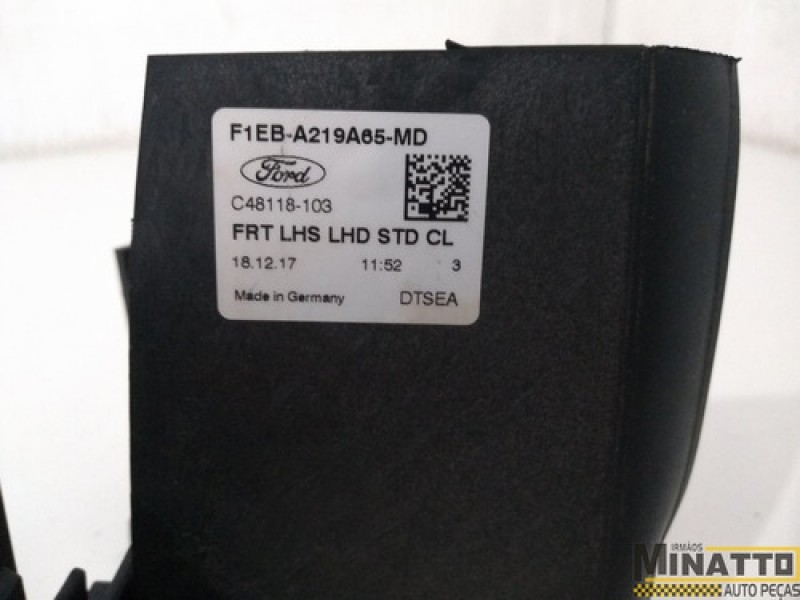 F1EB-A219A65-MD
Ford
C48118-103
FRT LHS LHD STD CL
18.12.17 11:52 3
Made in Germany DTSEA
IRMÃOS
MINATTO
AUTO PEÇAS